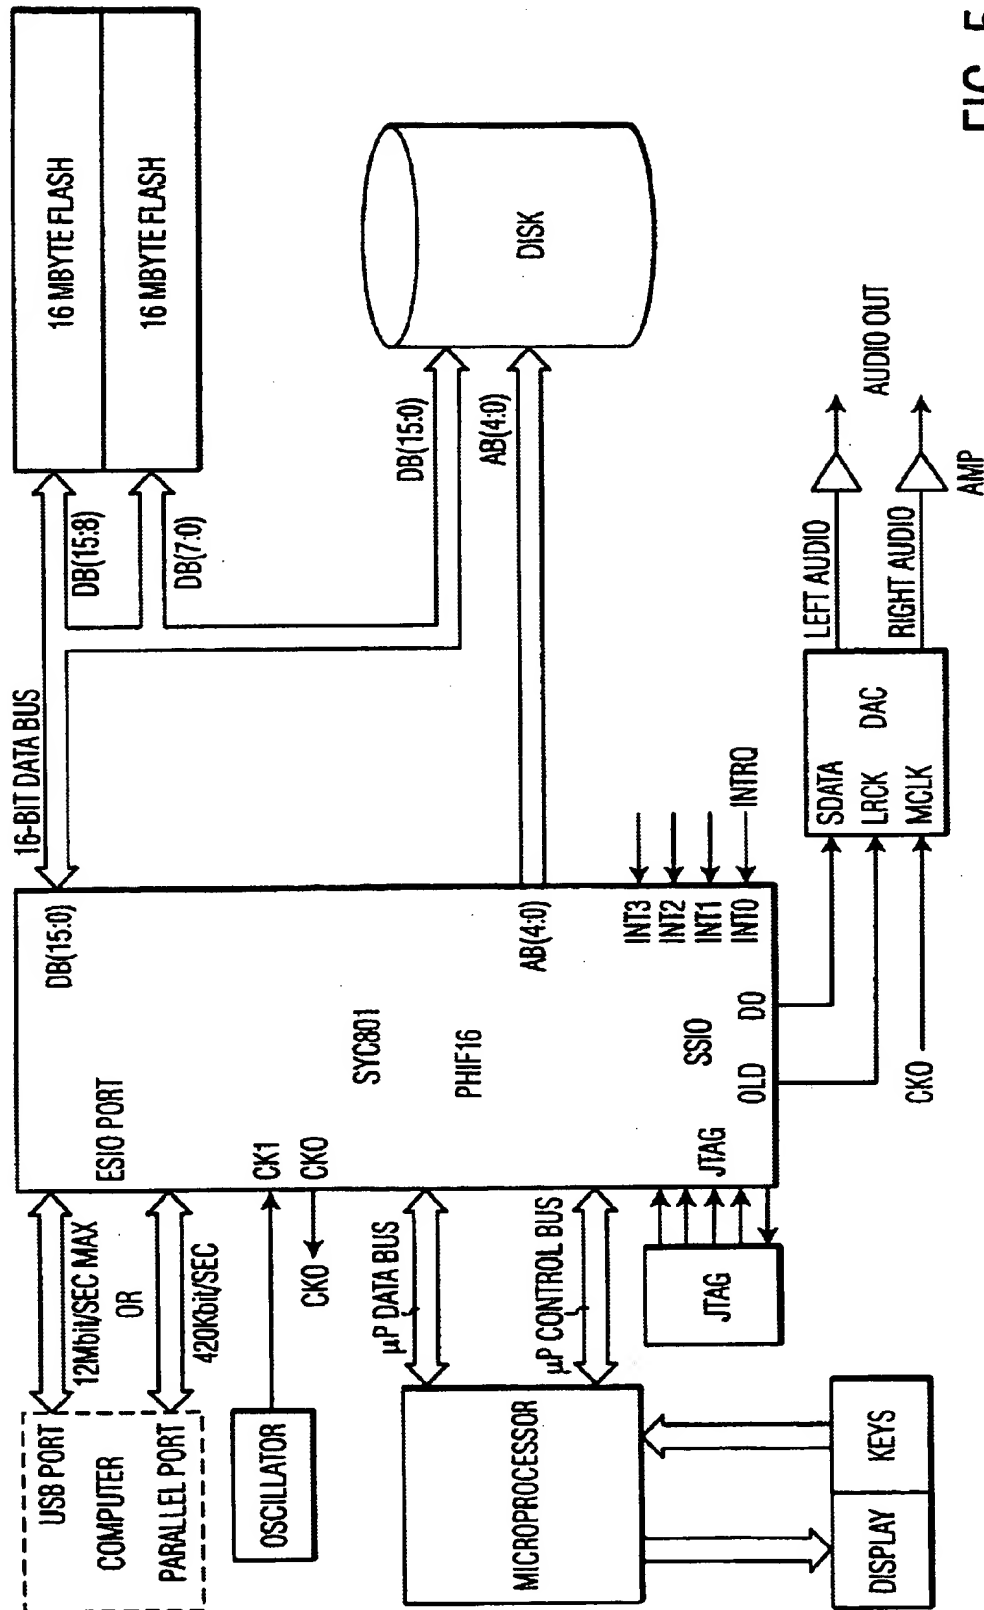 USB PORT
COMPUTER
PARALLEL PORT
12Mbit/SEC MAX
OR
420Kbit/SEC
OSCILLATOR
CKO
µP DATA BUS
µP CONTROL BUS
MICROPROCESSOR
DISPLAY
KEYS
JTAG
ESIO PORT
CK1
CKO
SYC801
PHIF16
JTAG
SSIO
OLD
DO
DB(15:0)
AB(4:0)
INT3
INT2
INT1
INT0
INTRQ
16-BIT DATA BUS
DB(15:8)
DB(7:0)
16 MBYTE FLASH
16 MBYTE FLASH
DB(15:0)
AB(4:0)
DISK
CKO
SDATA
LRCK
DAC
MCLK
LEFT AUDIO
RIGHT AUDIO
AMP
AUDIO OUT
FIG.